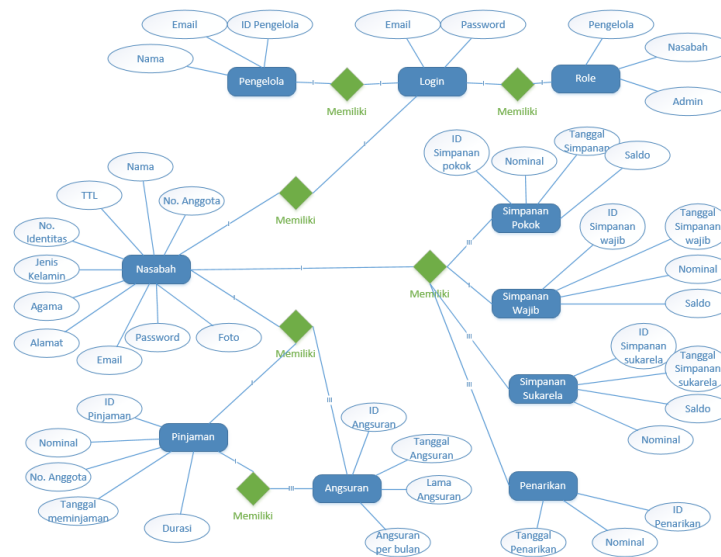 Email
ID Pengelola
Nama
Pengelola
Memiliki
Email
Password
Login
Memiliki
Pengelola
Nasabah
Role
Admin
Memiliki
ID
Simpanan
pokok
Nominal
Tanggal
Simpanan
Saldo
Simpanan
Pokok
Nama
TTL
No. Anggota
No.
Identitas
Jenis
Kelamin
Agama
Alamat
Email
Password
Foto
Nasabah
Memiliki
ID
Simpanan
wajib
Tanggal
Simpanan
wajib
Nominal
Saldo
Simpanan
Wajib
Memiliki
ID
Simpanan
sukarela
Tanggal
Simpanan
sukarela
Saldo
Nominal
Simpanan
Sukarela
ID
Pinjaman
Nominal
No. Anggota
Tanggal
meminjaman
Durasi
Pinjaman
Memiliki
ID
Angsuran
Tanggal
Angsuran
Lama
Angsuran
Angsuran
per bulan
Angsuran
Penarikan
ID
Penarikan
Nominal
Tanggal
Penarikan